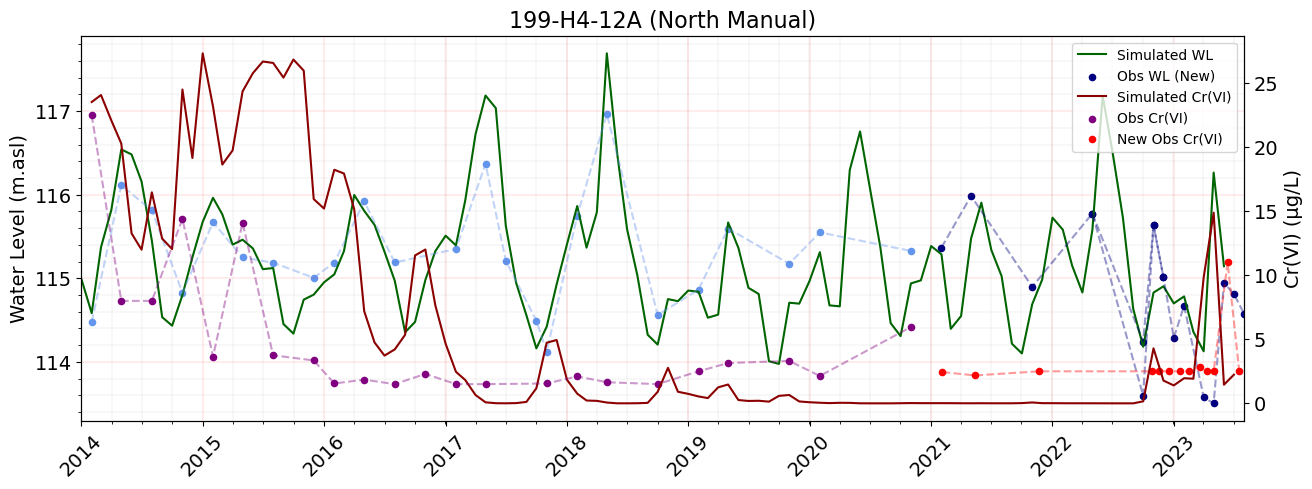 199-H4-12A (North Manual)
Water Level (m.asl)
117
116
115
114
Simulated WL
Obs WL (New)
Simulated Cr(VI)
Obs Cr(VI)
New Obs Cr(VI)
25
20
15
10
5
0
Cr(VI) (µg/L)
2014
2015
2016
2017
2018
2019
2020
2021
2022
2023